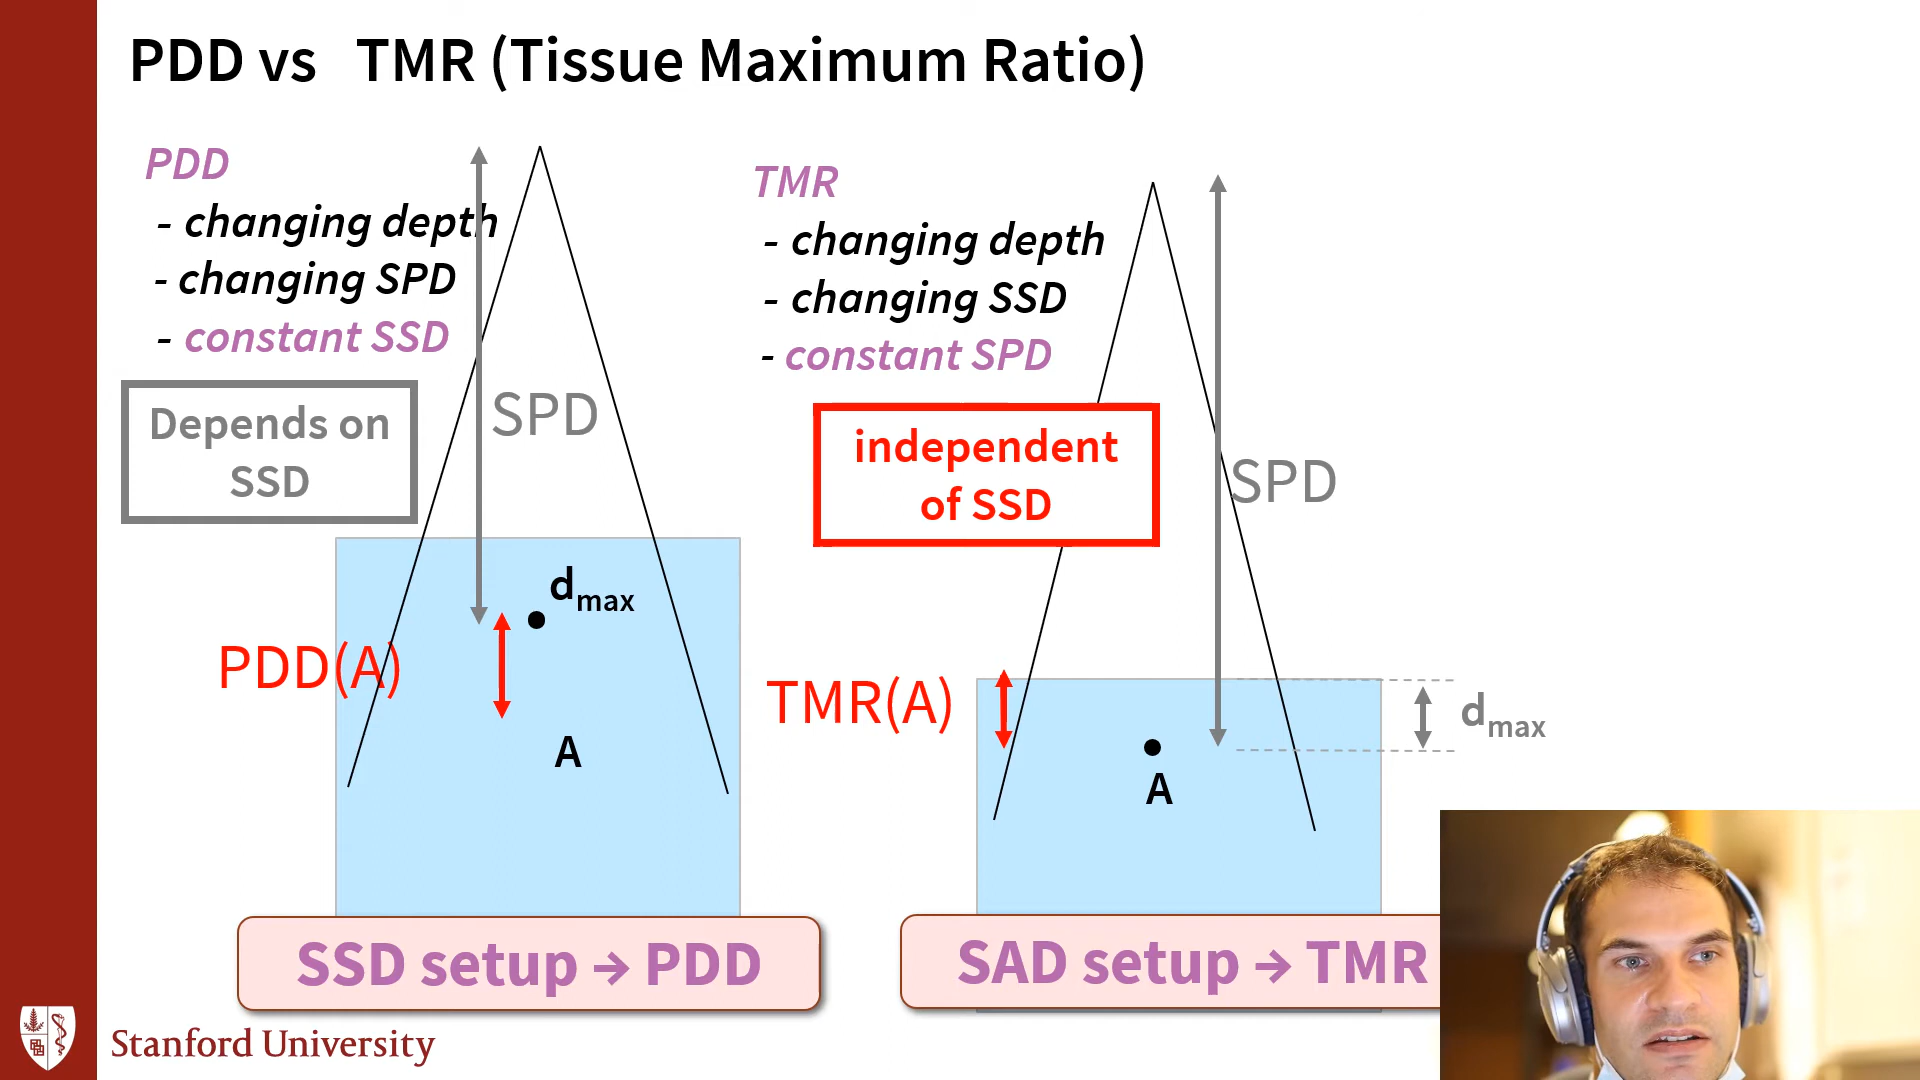 PDD vs TMR (Tissue Maximum Ratio)
PDD
- changing depth
- changing SPD
- constant SSD
Depends on
SSD
SPD
dmax
PDD(A)
A
SSD setup → PDD
TMR
- changing depth
- changing SSD
- constant SPD
independent
of SSD
SPD
TMR(A)
dmax
A
SAD setup → TMR
Stanford University